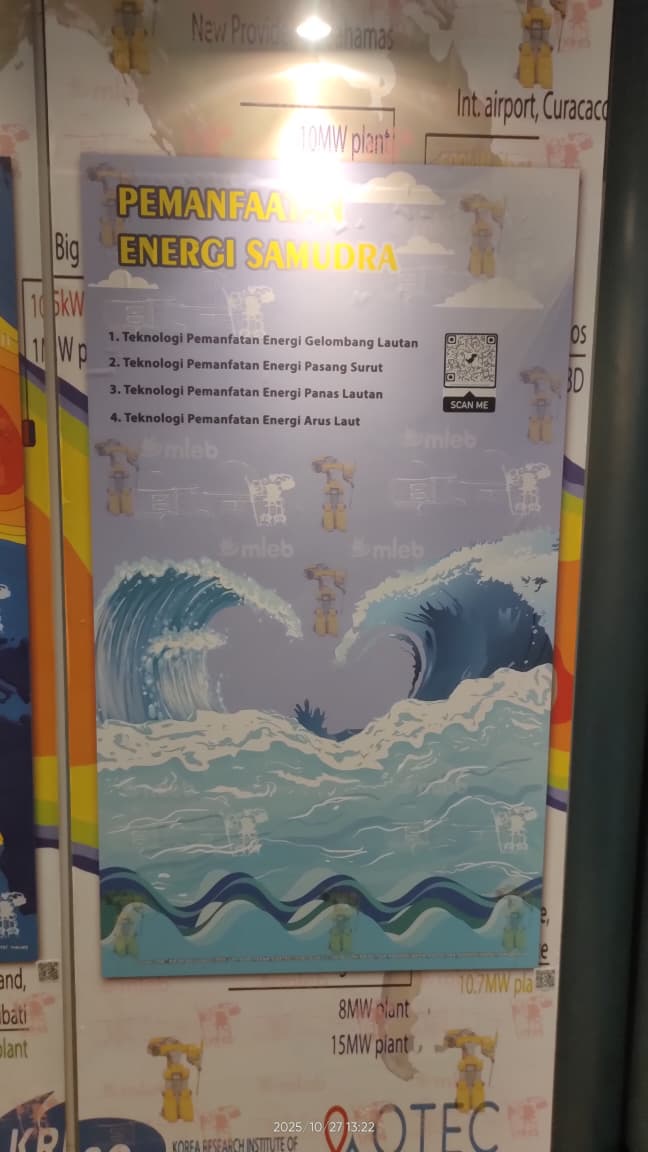 New Provide Bahamas
Int. airport, Curacao
10MW plant
PEMANFAATAN
ENERGI SAMUDRA
Big
1. Teknologi Pemanfatan Energi Gelombang Lautan
2. Teknologi Pemanfatan Energi Pasang Surut
3. Teknologi Pemanfatan Energi Panas Lautan
4. Teknologi Pemanfatan Energi Arus Laut
SCAN ME
mleb
mleb
mleb
mleb
10.7MW pla
8MW plant
15MW plant
KOREA RESEARCH INSTITUTE OF
OTEC
2025/10/27 13:22